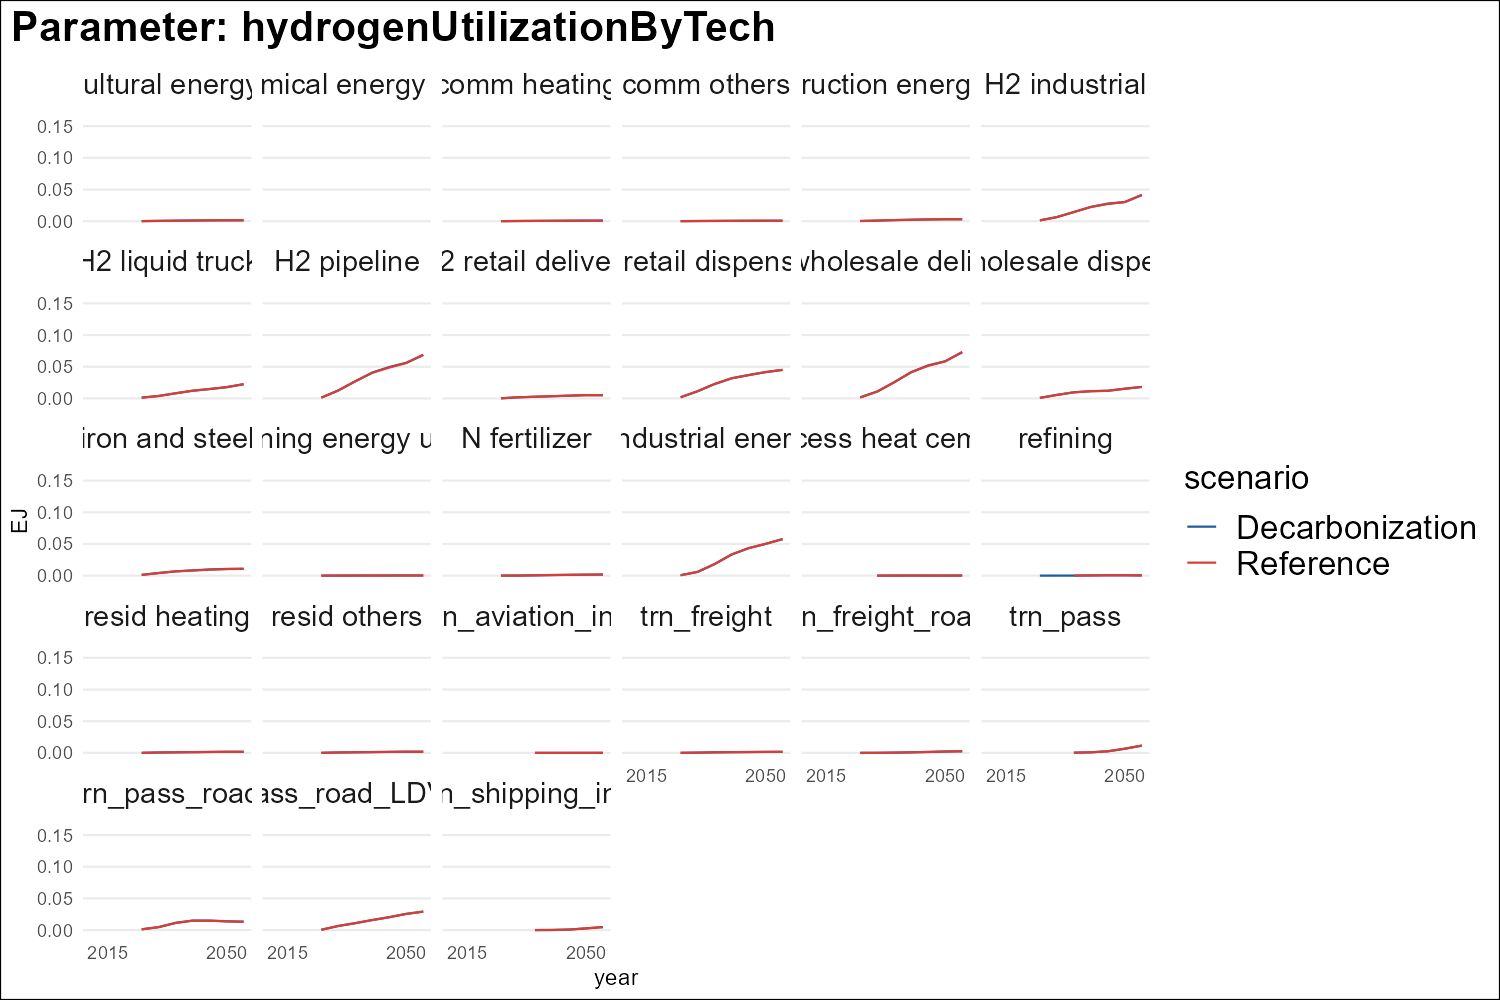 Parameter: hydrogenUtilizationByTech
ultural energy mical energy comm heating comm others ruction energ H2 industrial
0.15
0.10
0.05
0.00
H2 liquid truck H2 pipeline 2 retail delive retail dispens wholesale deli holesale dispe
0.15
0.10
0.05
0.00
iron and steel ning energy u N fertilizer ndustrial ener cess heat cem refining
0.15
0.10
0.05
0.00
resid heating resid others n_aviation_in trn_freight n_freight_roa trn_pass
0.15
0.10
0.05
0.00
2015 2050 2015 2050 2015 2050
rn_pass_road ass_road_LDV n_shipping_in
0.15
0.10
0.05
0.00
2015 2050 2015 2050 2015 2050
year
EJ
scenario
Decarbonization
Reference